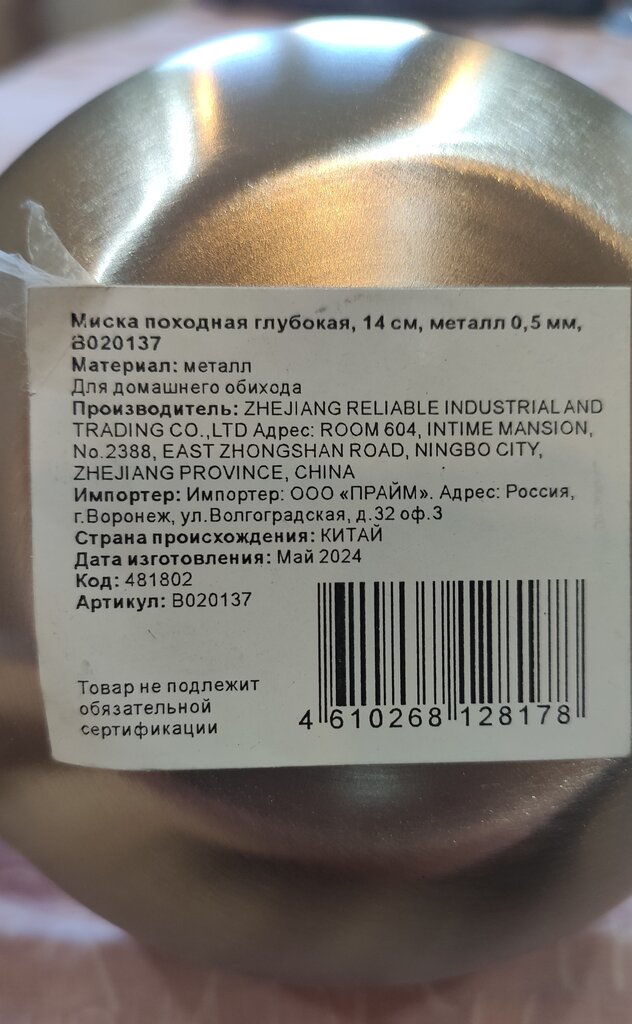 Миска походная глубокая, 14 см, металл 0,5 мм,
В020137
Материал: металл
Для домашнего обихода
Производитель: ZHEJIANG RELIABLE INDUSTRIAL AND
TRADING CO.,LTD Адрес: ROOM 604, INTIME MANSION,
No.2388, EAST ZHONGSHAN ROAD, NINGBO CITY,
ZHEJIANG PROVINCE, CHINA
Импортер: Импортер: ООО «ПРАЙМ». Адрес: Россия,
г.Воронеж, ул.Волгоградская, д.32 оф.3
Страна происхождения: КИТАЙ
Дата изготовления: Май 2024
Код: 481802
Артикул: В020137
Товар не подлежит
обязательной
сертификации
4 610268 128178